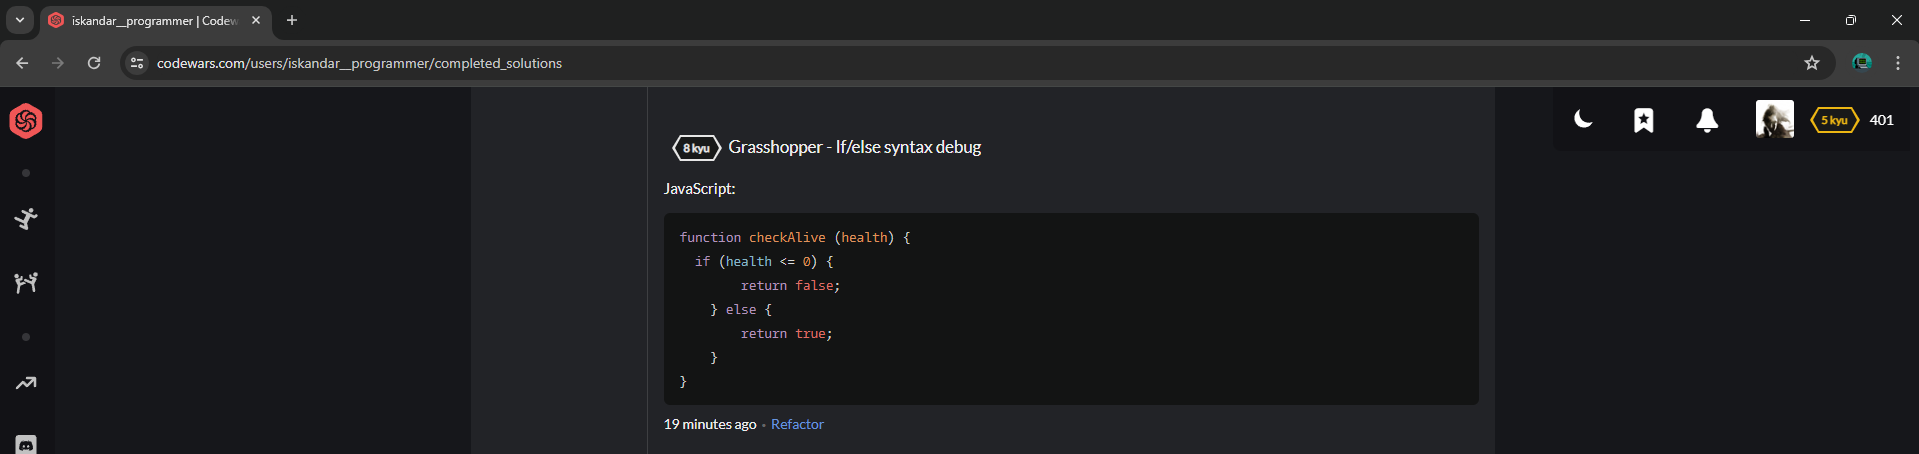 iskandar__programmer | Codew
codewars.com/users/iskandar__programmer/completed_solutions
5 kyu 401
8 kyu Grasshopper - If/else syntax debug
JavaScript:
function checkAlive (health) {
if (health <= 0) {
return false;
} else {
return true;
}
}
19 minutes ago • Refactor